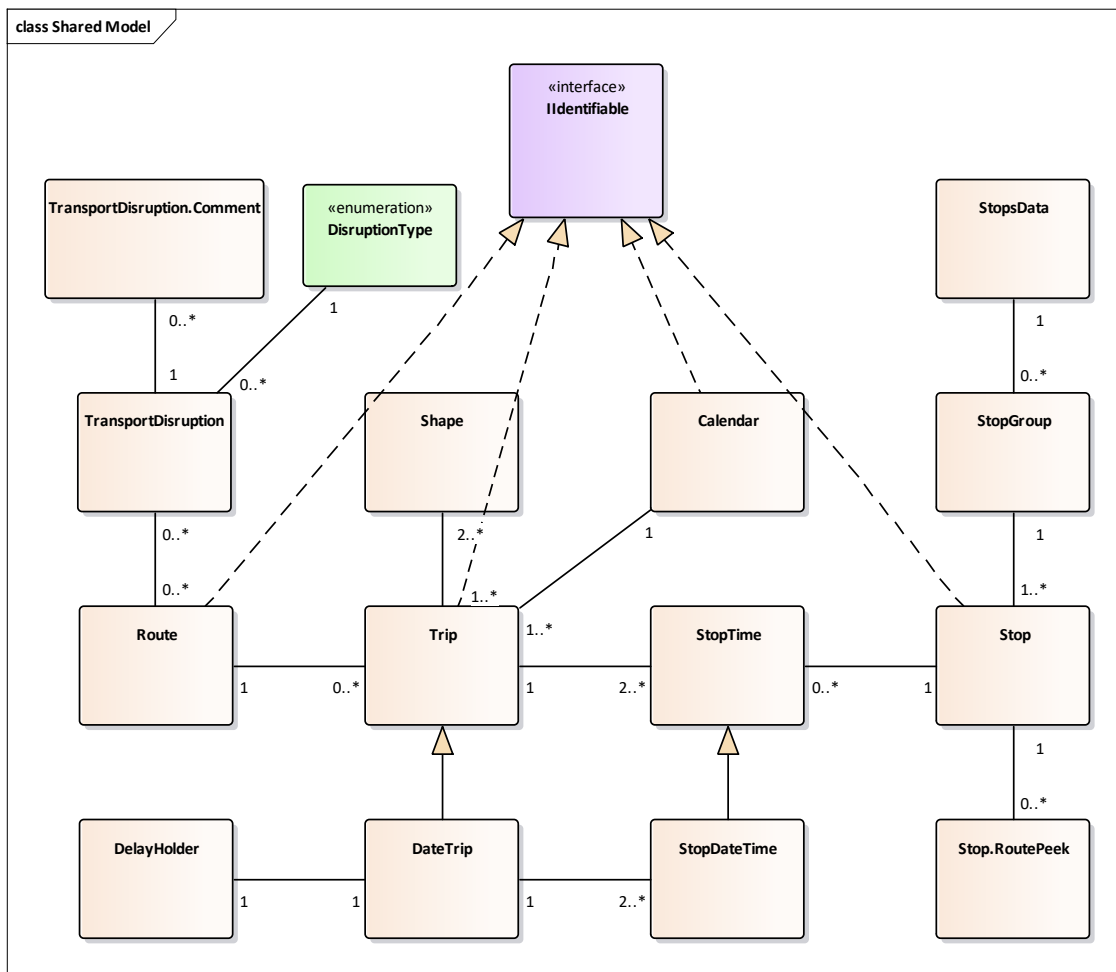 class Shared Model
«interface»
IIdentifiable
TransportDisruption.Comment
«enumeration»
DisruptionType
StopsData
0..*
1
1
1
0..*
0..*
TransportDisruption
Shape
Calendar
StopGroup
0..*
2..*
1
1
0..*
1..*
1..*
1..*
Route
Trip
StopTime
Stop
1
0..*
1
2..*
0..*
1
1
0..*
DelayHolder
DateTrip
StopDateTime
Stop.RoutePeek
1
1
1
2..*